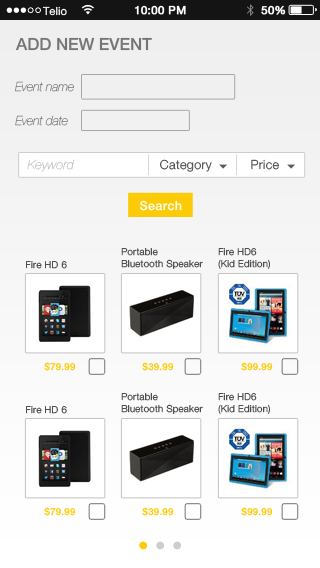 Telio
10:00 PM
50%
ADD NEW EVENT
Event name
Event date
Keyword
Category
Price
Search
Fire HD 6
Portable
Bluetooth Speaker
Fire HD6
(Kid Edition)
TÜV
$79.99
$39.99
$99.99
Fire HD 6
Portable
Bluetooth Speaker
Fire HD6
(Kid Edition)
TÜV
$79.99
$39.99
$99.99